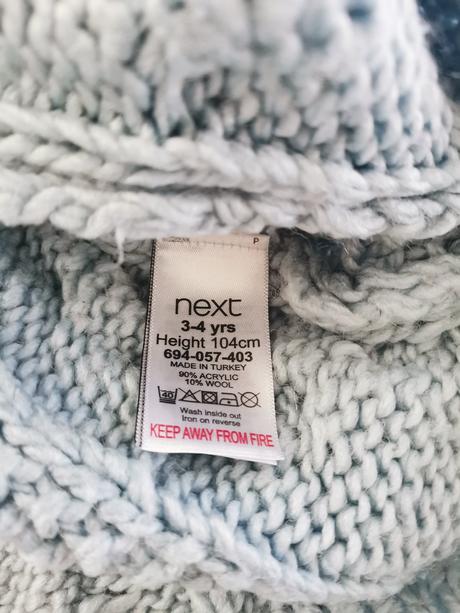 P
next
3-4 yrs
Height 104cm
694-057-403
MADE IN TURKEY
90% ACRYLIC
10% WOOL
40
Wash inside out
Iron on reverse
KEEP AWAY FROM FIRE